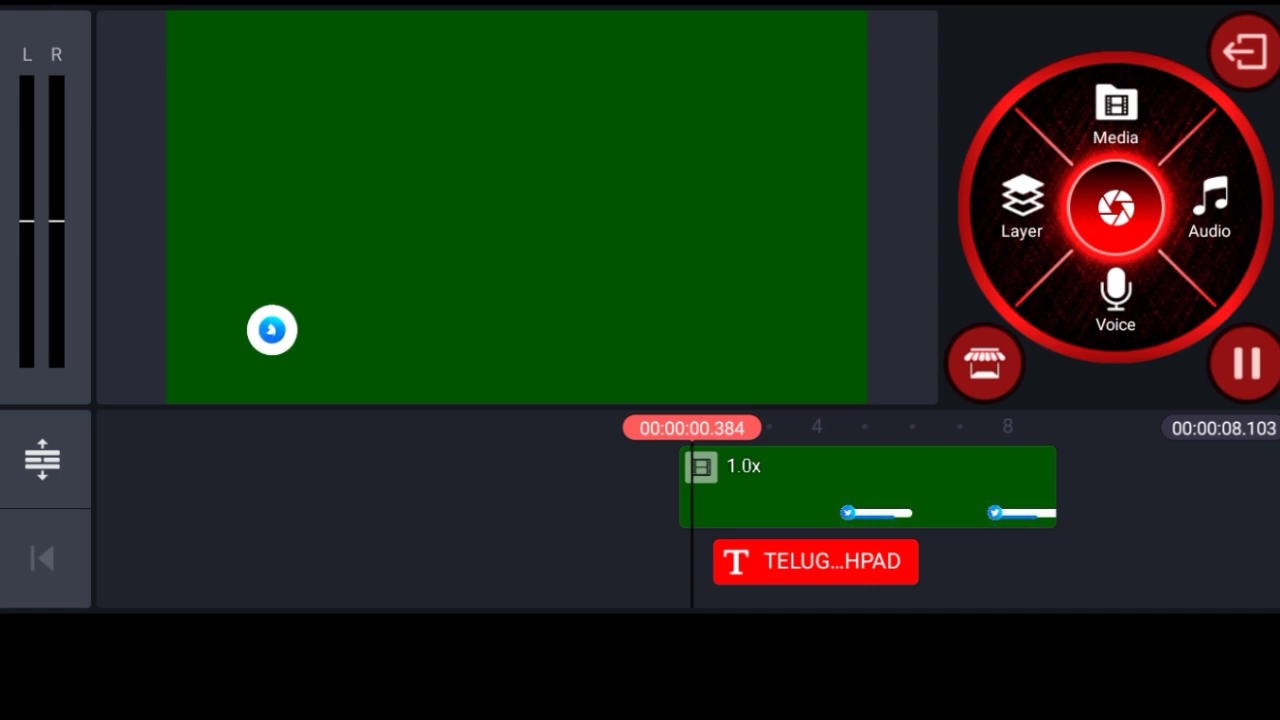 L R
Media
Layer
Audio
Voice
00:00:00.384
4
8
00:00:08.103
1.0x
T TELUG...HPAD